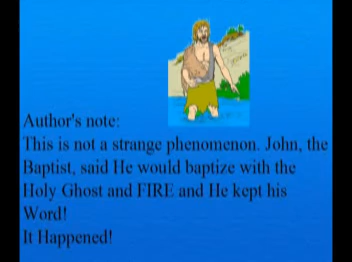 Author's note:
This is not a strange phenomenon. John, the
Baptist, said He would baptize with the
Holy Ghost and FIRE and He kept his
Word!
It Happened!